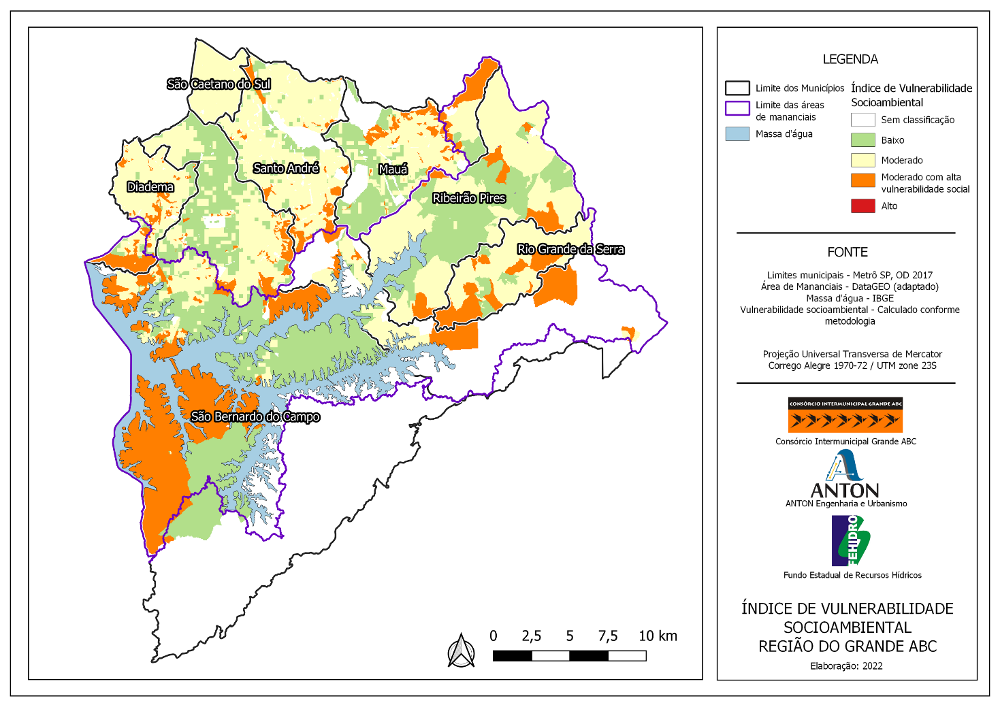 São Caetano do Sul
Santo André
Mauá
Diadema
Ribeirão Pires
Rio Grande da Serra
São Bernardo do Campo
0 2,5 5 7,5 10 km
LEGENDA
Limite dos Municípios
Limite das áreas
de mananciais
Massa d'água
Índice de Vulnerabilidade
Socioambiental
Sem classificação
Baixo
Moderado
Moderado com alta
vulnerabilidade social
Alto
FONTE
Limites municipais - Metrô SP, OD 2017
Área de Mananciais - DataGEO (adaptado)
Massa d'água - IBGE
Vulnerabilidade socioambiental - Calculado conforme
metodologia
Projeção Universal Transversa de Mercator
Corrego Alegre 1970-72 / UTM zone 23S
CONSÓRCIO INTERMUNICIPAL GRANDE ABC
Consórcio Intermunicipal Grande ABC
A
ANTON
ANTON Engenharia e Urbanismo
FEHIDRO
Fundo Estadual de Recursos Hídricos
ÍNDICE DE VULNERABILIDADE
SOCIOAMBIENTAL
REGIÃO DO GRANDE ABC
Elaboração: 2022